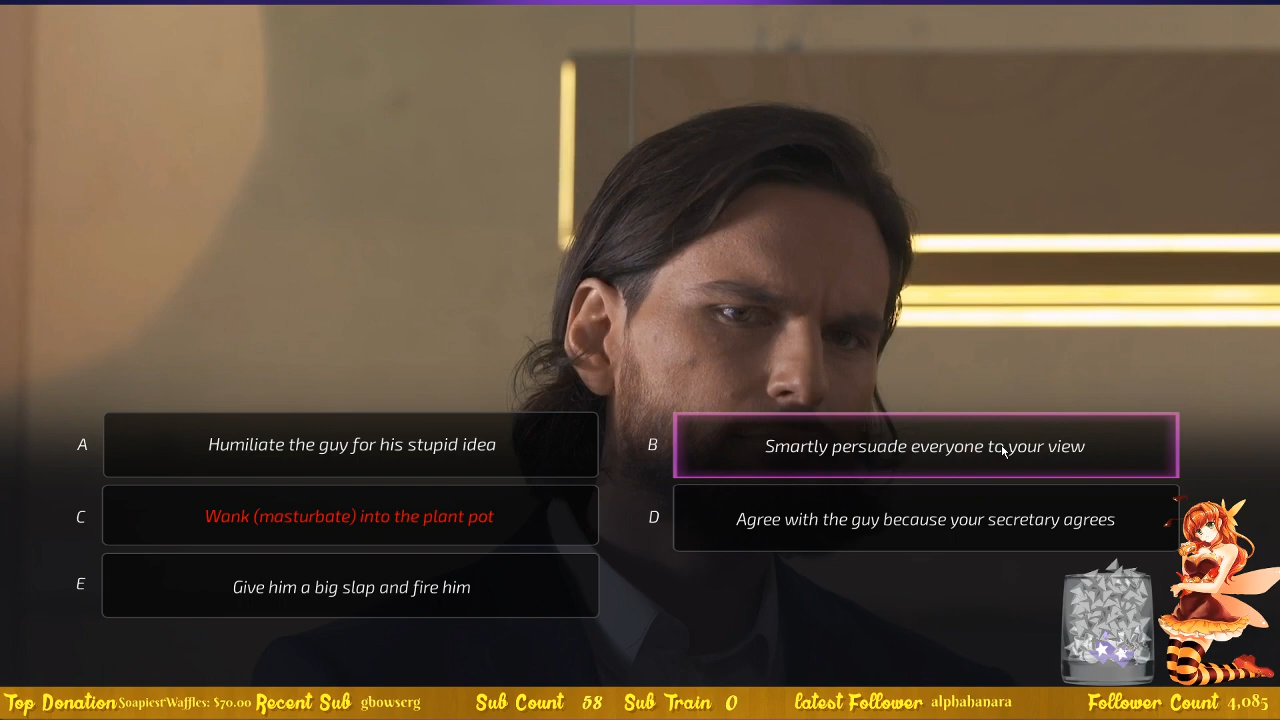 A
Humiliate the guy for his stupid idea
B
Smartly persuade everyone to your view
C
Wank (masturbate) into the plant pot
D
Agree with the guy because your secretary agrees
E
Give him a big slap and fire him
Top Donation SoapiestWaffles: $70.00 Recent Sub gbowserg Sub Count 58 Sub Train 0 latest Follower alphahanara Follower Count 4,085